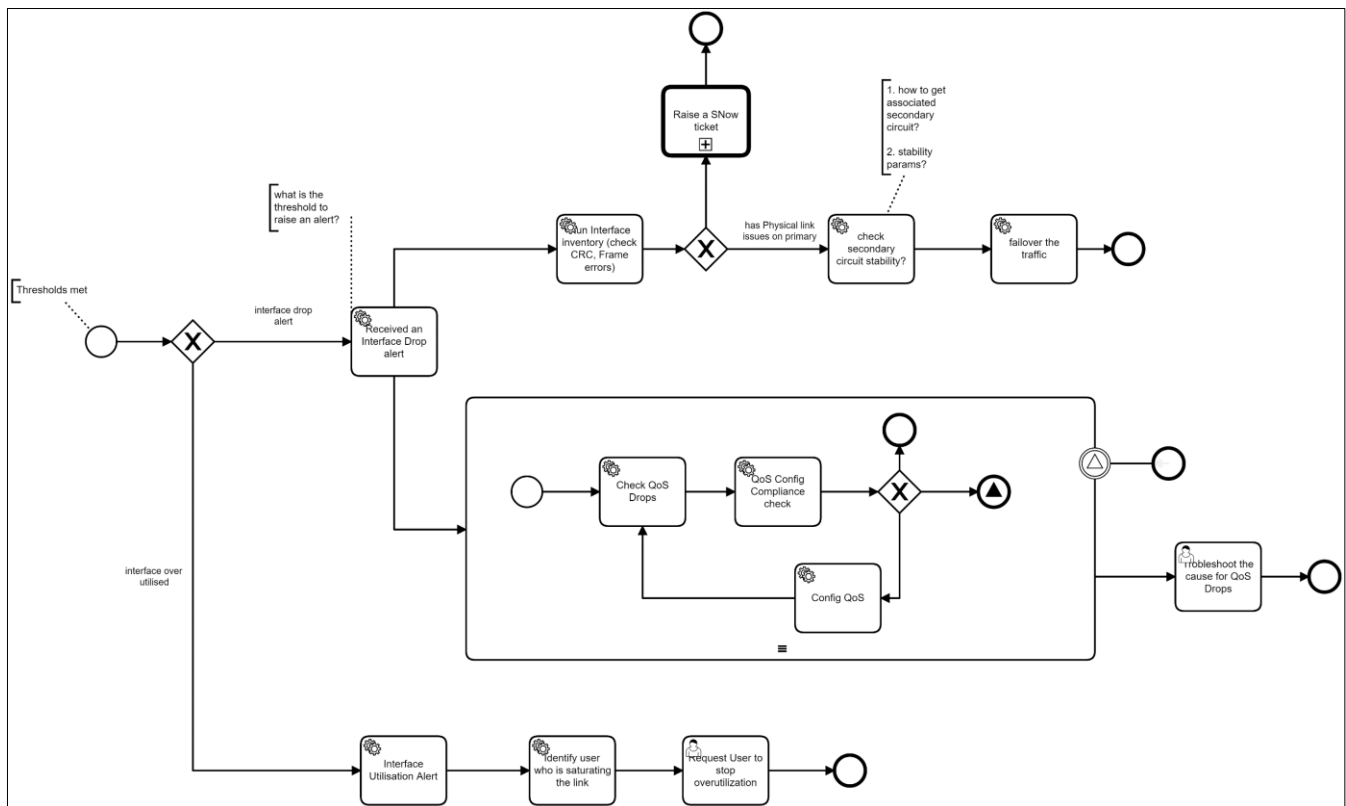 Raise a SNow
ticket
1. how to get
associated
secondary
circuit?
2. stability
params?
what is the
threshold to
raise an alert?
un Interface
inventory (check
CRC, Frame
errors)
has Physical link
issues on primary
check
secondary
circuit stability?
failover the
traffic
Thresholds met
interface drop
alert
Received an
Interface Drop
alert
Check QoS
Drops
QoS Config
Compliance
check
Config QoS
interface over
utilised
Trobleshoot the
cause for QoS
Drops
Interface
Utilisation Alert
Identify user
who is saturating
the link
Request User to
stop
overutilization